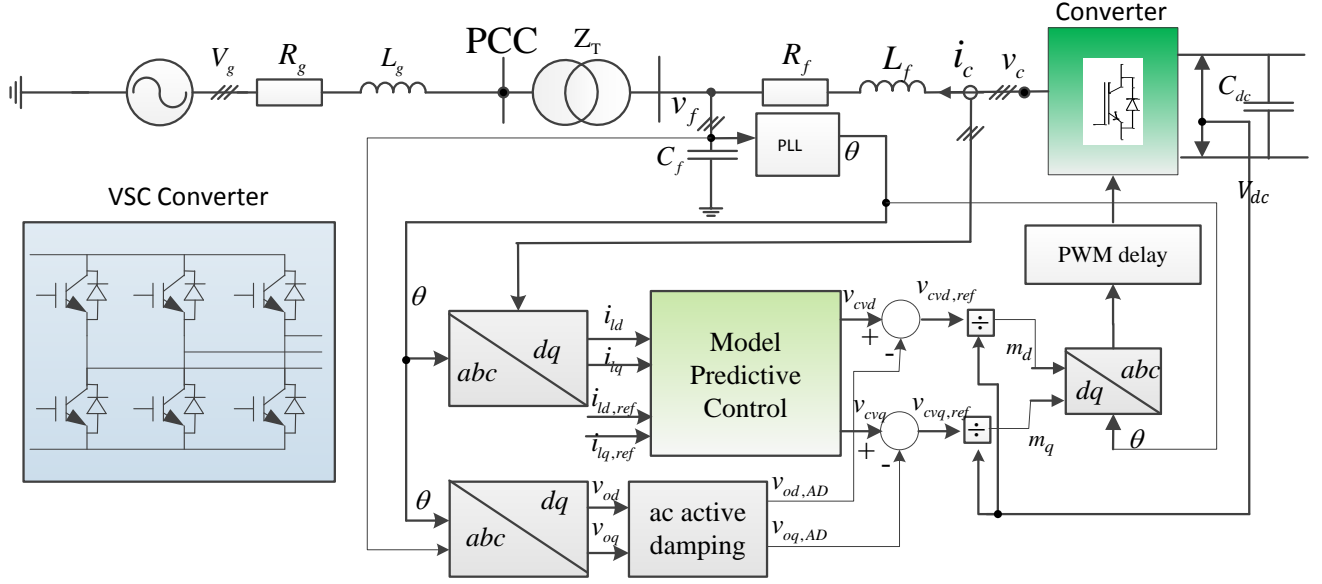 Converter
V_g
R_g
L_g
PCC
Z_T
R_f
L_f
i_c
v_c
C_dc
v_f
C_f
PLL
θ
V_dc
VSC Converter
PWM delay
θ
abc
dq
i_ld
i_lq
i_ld,ref
i_lq,ref
Model
Predictive
Control
v_cvd
v_cvq
+
-
+
-
v_cvd,ref
v_cvq,ref
÷
÷
m_d
m_q
dq
abc
θ
θ
abc
dq
v_od
v_oq
ac active
damping
v_od,AD
v_oq,AD